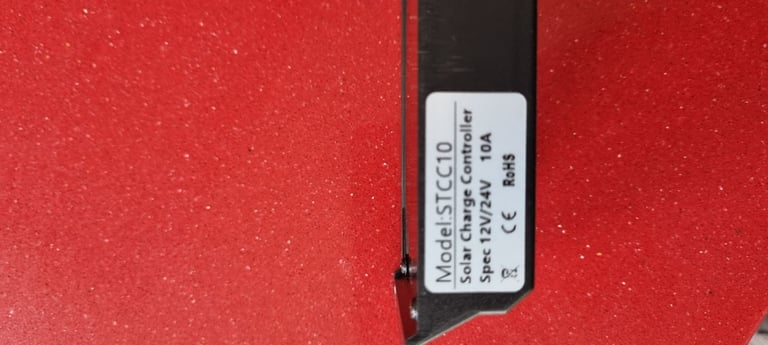 Model:STCC10
Solar Charge Controller
Spec 12V/24V 10A
CE RoHS